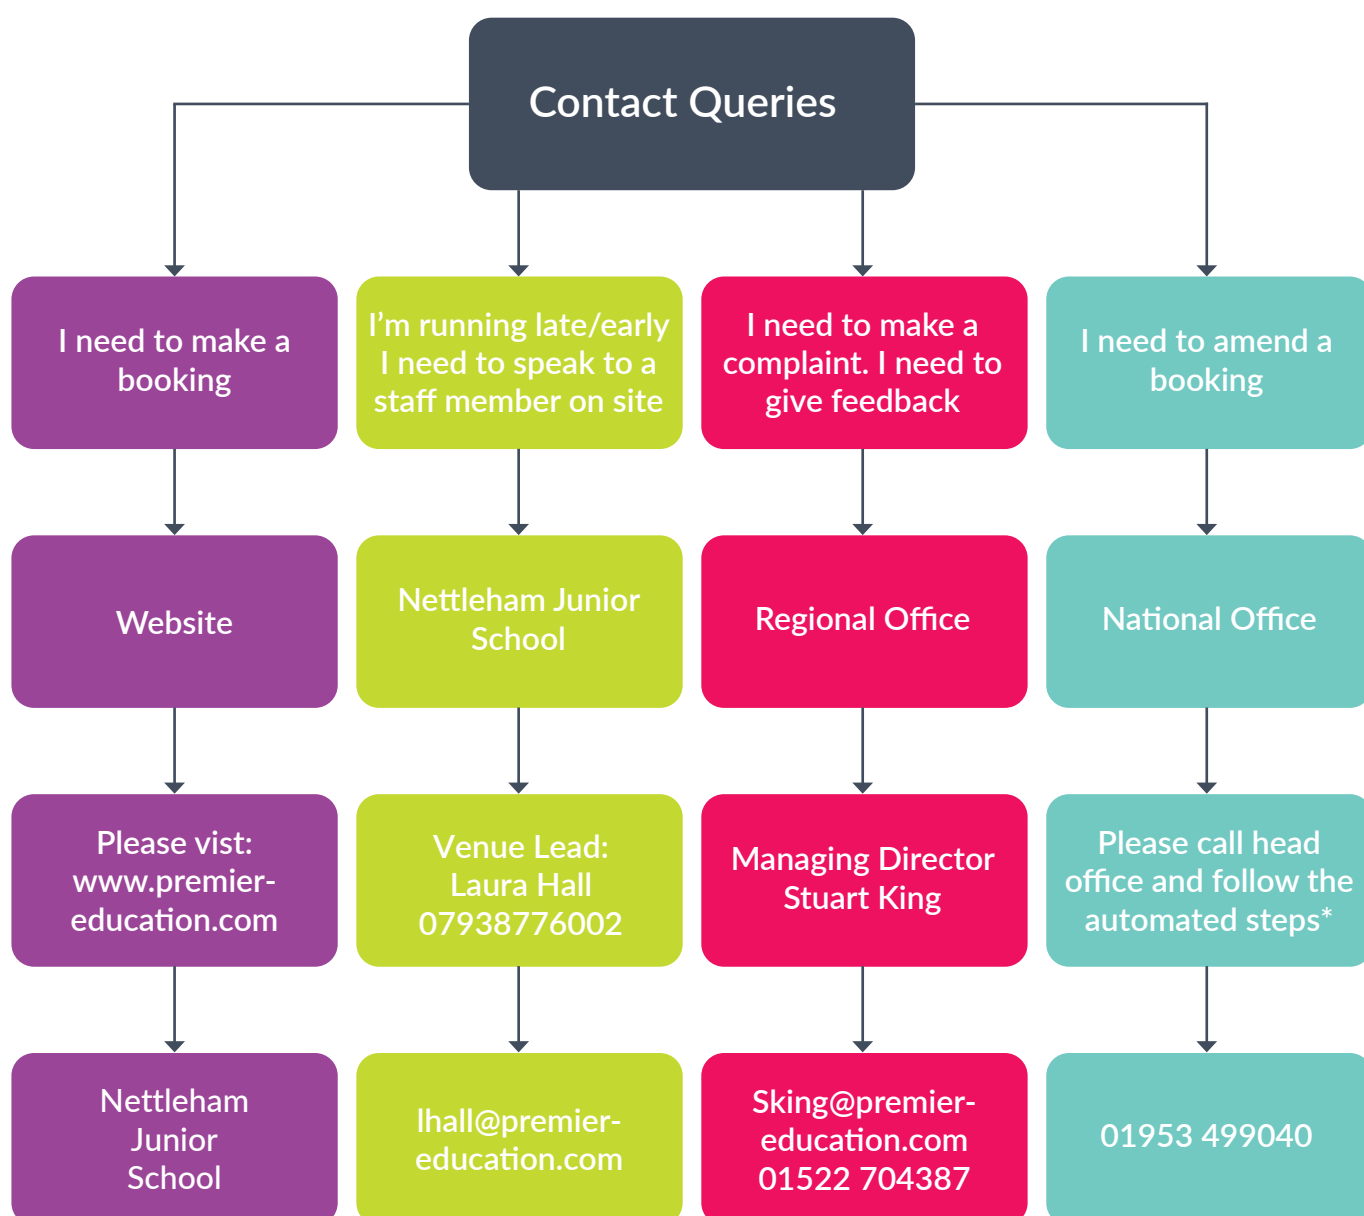 Contact Queries
I need to make a
booking
I'm running late/early
I need to speak to a
staff member on site
I need to make a
complaint. I need to
give feedback
I need to amend a
booking
Website
Nettleham Junior
School
Regional Office
National Office
Please vist:
www.premier-
education.com
Venue Lead:
Laura Hall
07938776002
Managing Director
Stuart King
Please call head
office and follow the
automated steps*
Nettleham
Junior
School
lhall@premier-
education.com
Sking@premier-
education.com
01522 704387
01953 499040